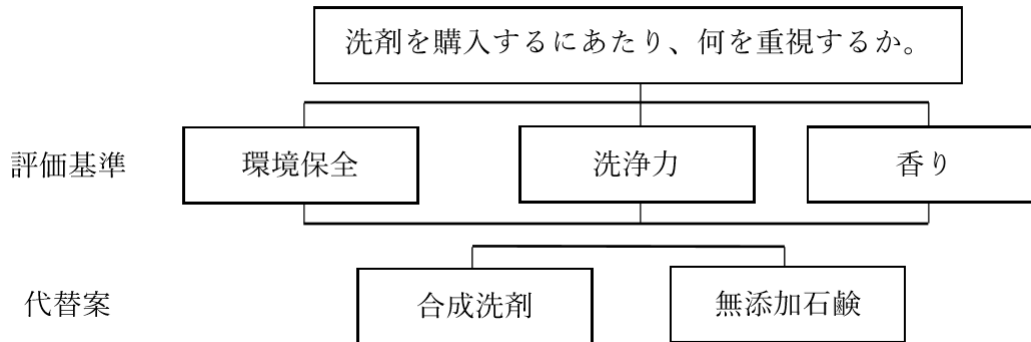 洗剤を購入するにあたり、何を重視するか。
評価基準
環境保全
洗浄力
香り
代替案
合成洗剤
無添加石鹸